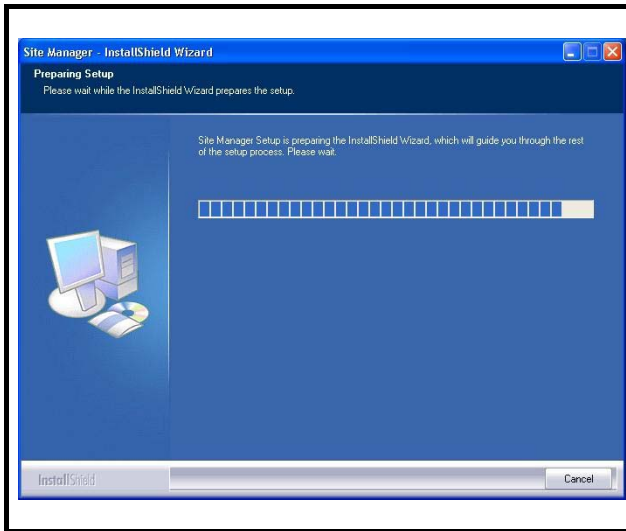 Site Manager - InstallShield Wizard
Preparing Setup
Please wait while the InstallShield Wizard prepares the setup.
Site Manager Setup is preparing the InstallShield Wizard, which will guide you through the rest
of the setup process. Please wait.
InstallShield
Cancel